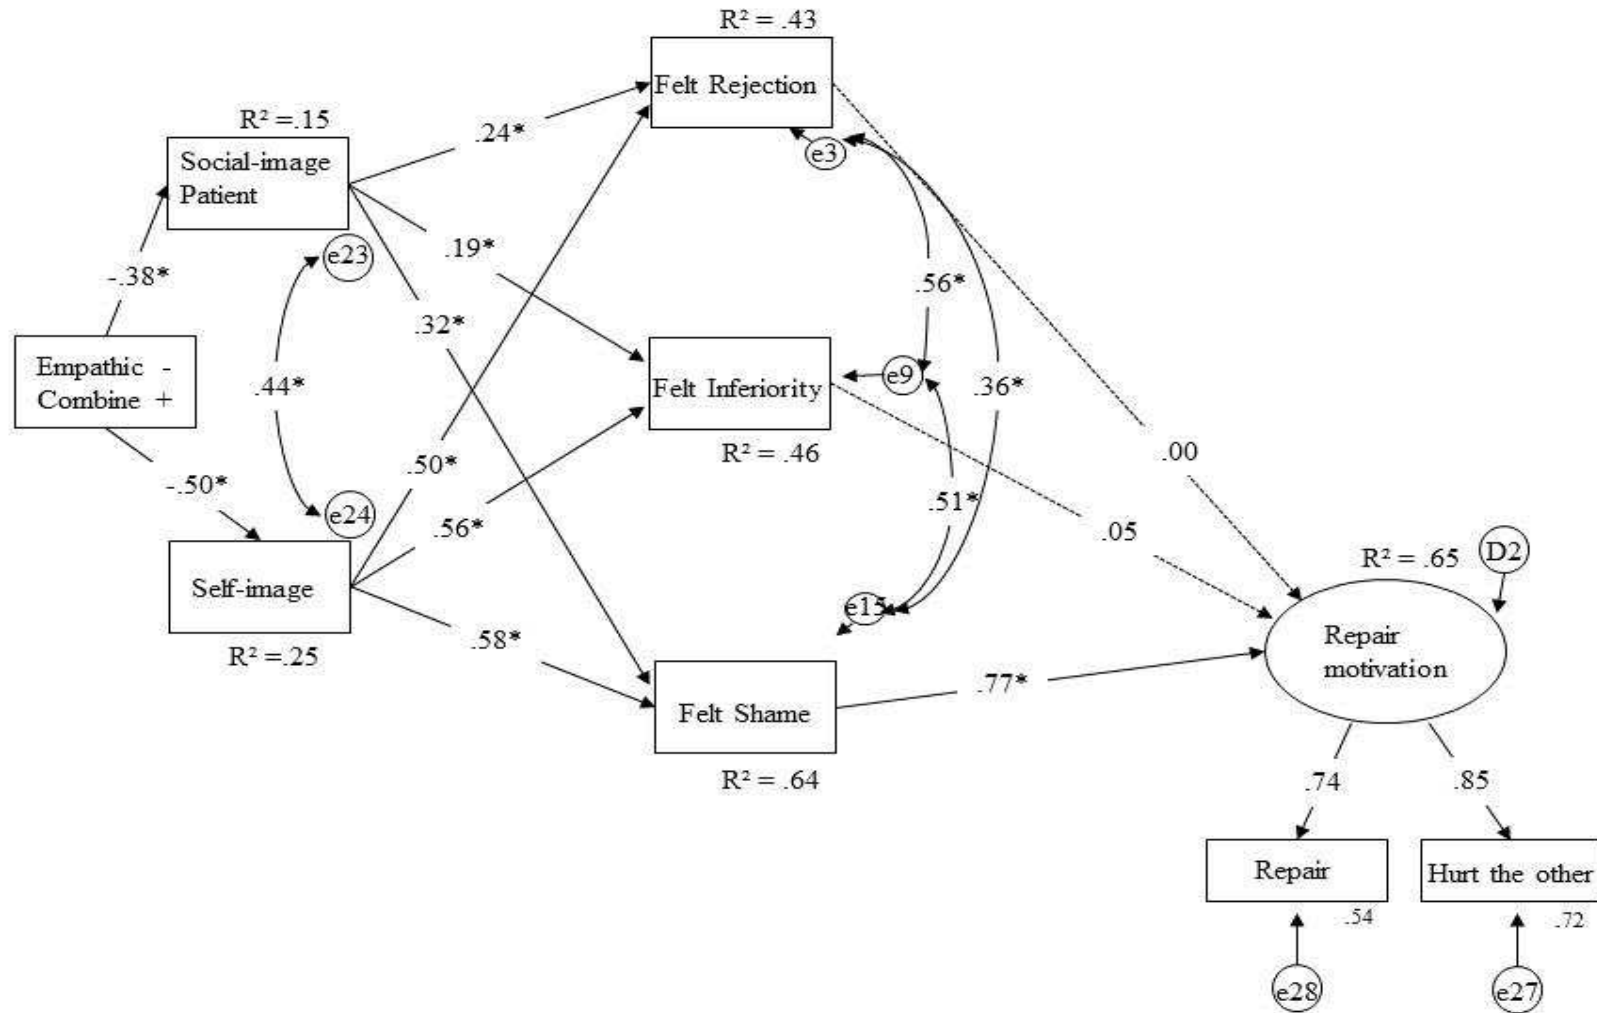 R² = .43
Felt Rejection
R² =.15
Social-image
Patient
.24*
e3
e23
.19*
-.38*
.56*
.32*
Empathic -
Combine +
.44*
Felt Inferiority
e9
.36*
R² = .46
.50*
.00
-.50*
e24
.56*
.51*
.05
R² = .65
D2
Self-image
R² =.25
.58*
e15
Repair
motivation
.77*
Felt Shame
R² = .64
.74
.85
Repair
Hurt the other
.54
.72
e28
e27